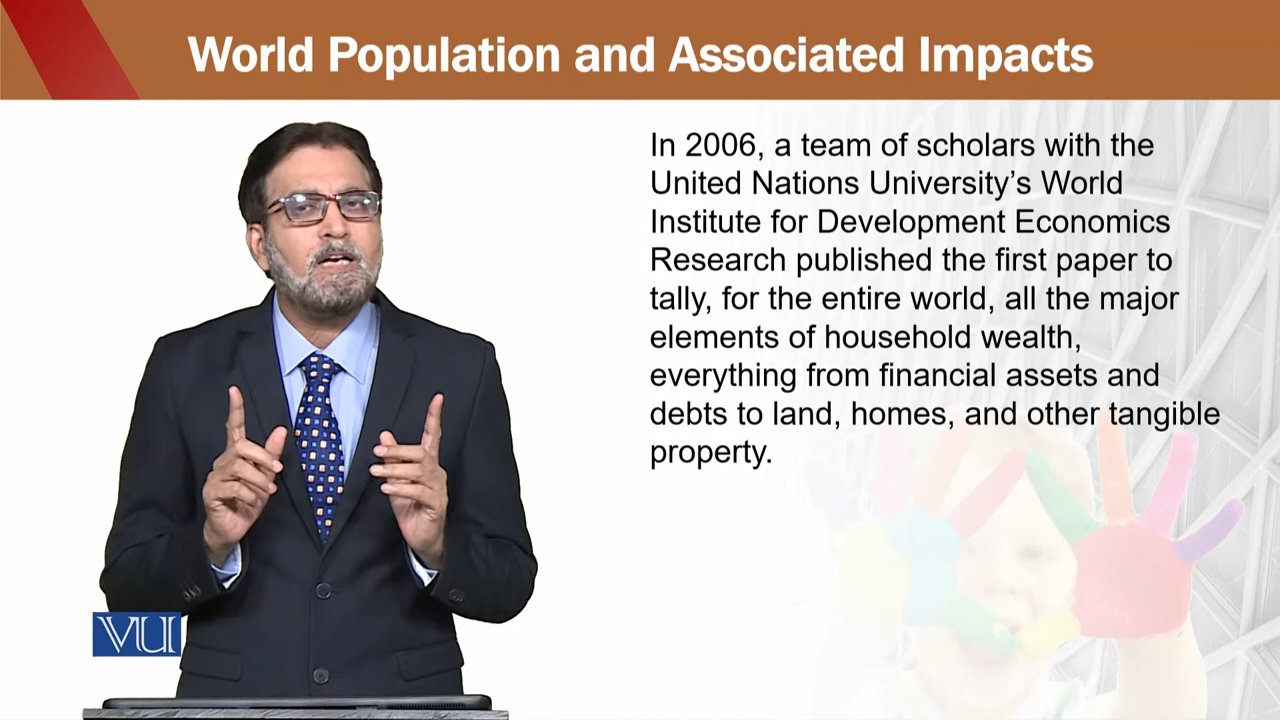 World Population and Associated Impacts
In 2006, a team of scholars with the
United Nations University’s World
Institute for Development Economics
Research published the first paper to
tally, for the entire world, all the major
elements of household wealth,
everything from financial assets and
debts to land, homes, and other tangible
property.
VU